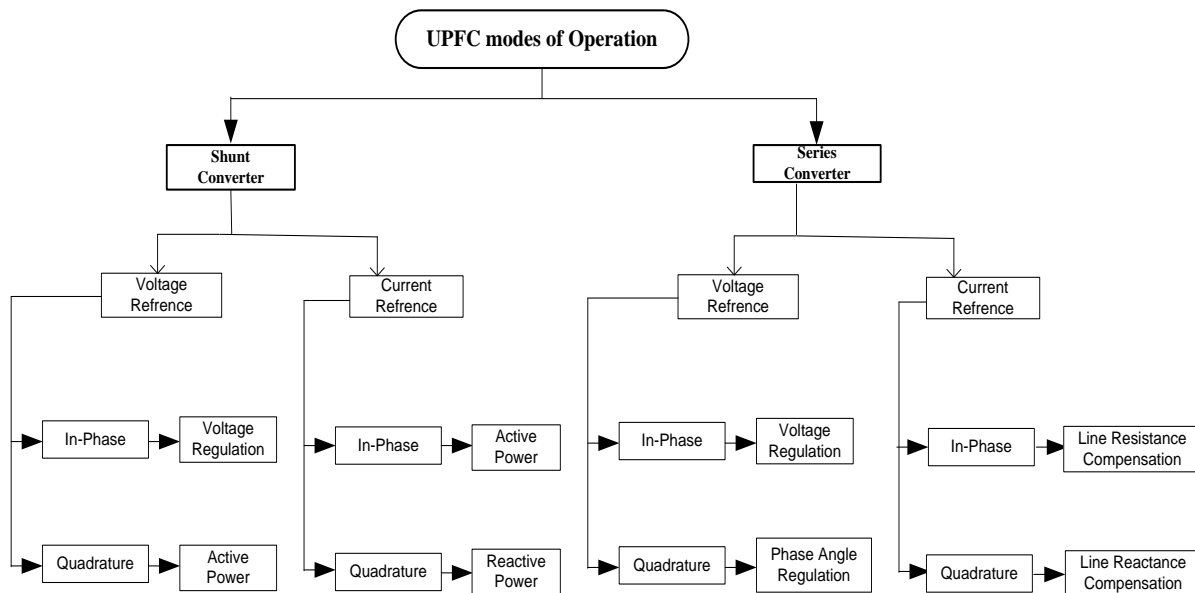 UPFC modes of Operation
Shunt
Converter
Series
Converter
Voltage
Refrence
Current
Refrence
Voltage
Refrence
Current
Refrence
In-Phase
Voltage
Regulation
In-Phase
Active
Power
In-Phase
Voltage
Regulation
In-Phase
Line Resistance
Compensation
Quadrature
Active
Power
Quadrature
Reactive
Power
Quadrature
Phase Angle
Regulation
Quadrature
Line Reactance
Compensation